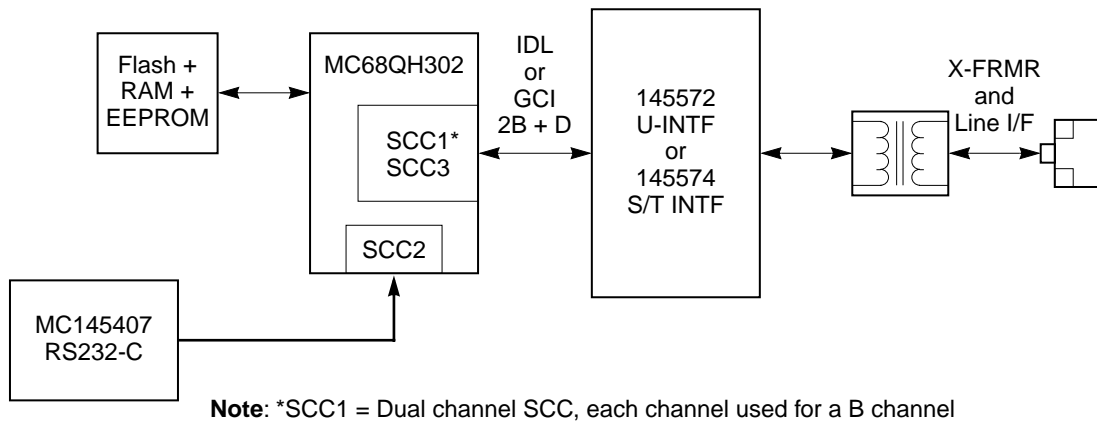 Flash +
RAM +
EEPROM
MC68QH302
SCC1*
SCC3
SCC2
IDL
or
GCI
2B + D
145572
U-INTF
or
145574
S/T INTF
X-FRMR
and
Line I/F
MC145407
RS232-C
Note: *SCC1 = Dual channel SCC, each channel used for a B channel